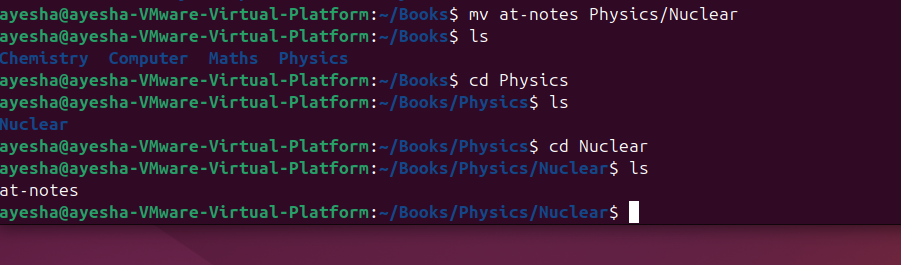 ayesha@ayesha-VMware-Virtual-Platform:~/Books$ mv at-notes Physics/Nuclear
ayesha@ayesha-VMware-Virtual-Platform:~/Books$ ls
Chemistry  Computer  Maths  Physics
ayesha@ayesha-VMware-Virtual-Platform:~/Books$ cd Physics
ayesha@ayesha-VMware-Virtual-Platform:~/Books/Physics$ ls
Nuclear
ayesha@ayesha-VMware-Virtual-Platform:~/Books/Physics$ cd Nuclear
ayesha@ayesha-VMware-Virtual-Platform:~/Books/Physics/Nuclear$ ls
at-notes
ayesha@ayesha-VMware-Virtual-Platform:~/Books/Physics/Nuclear$